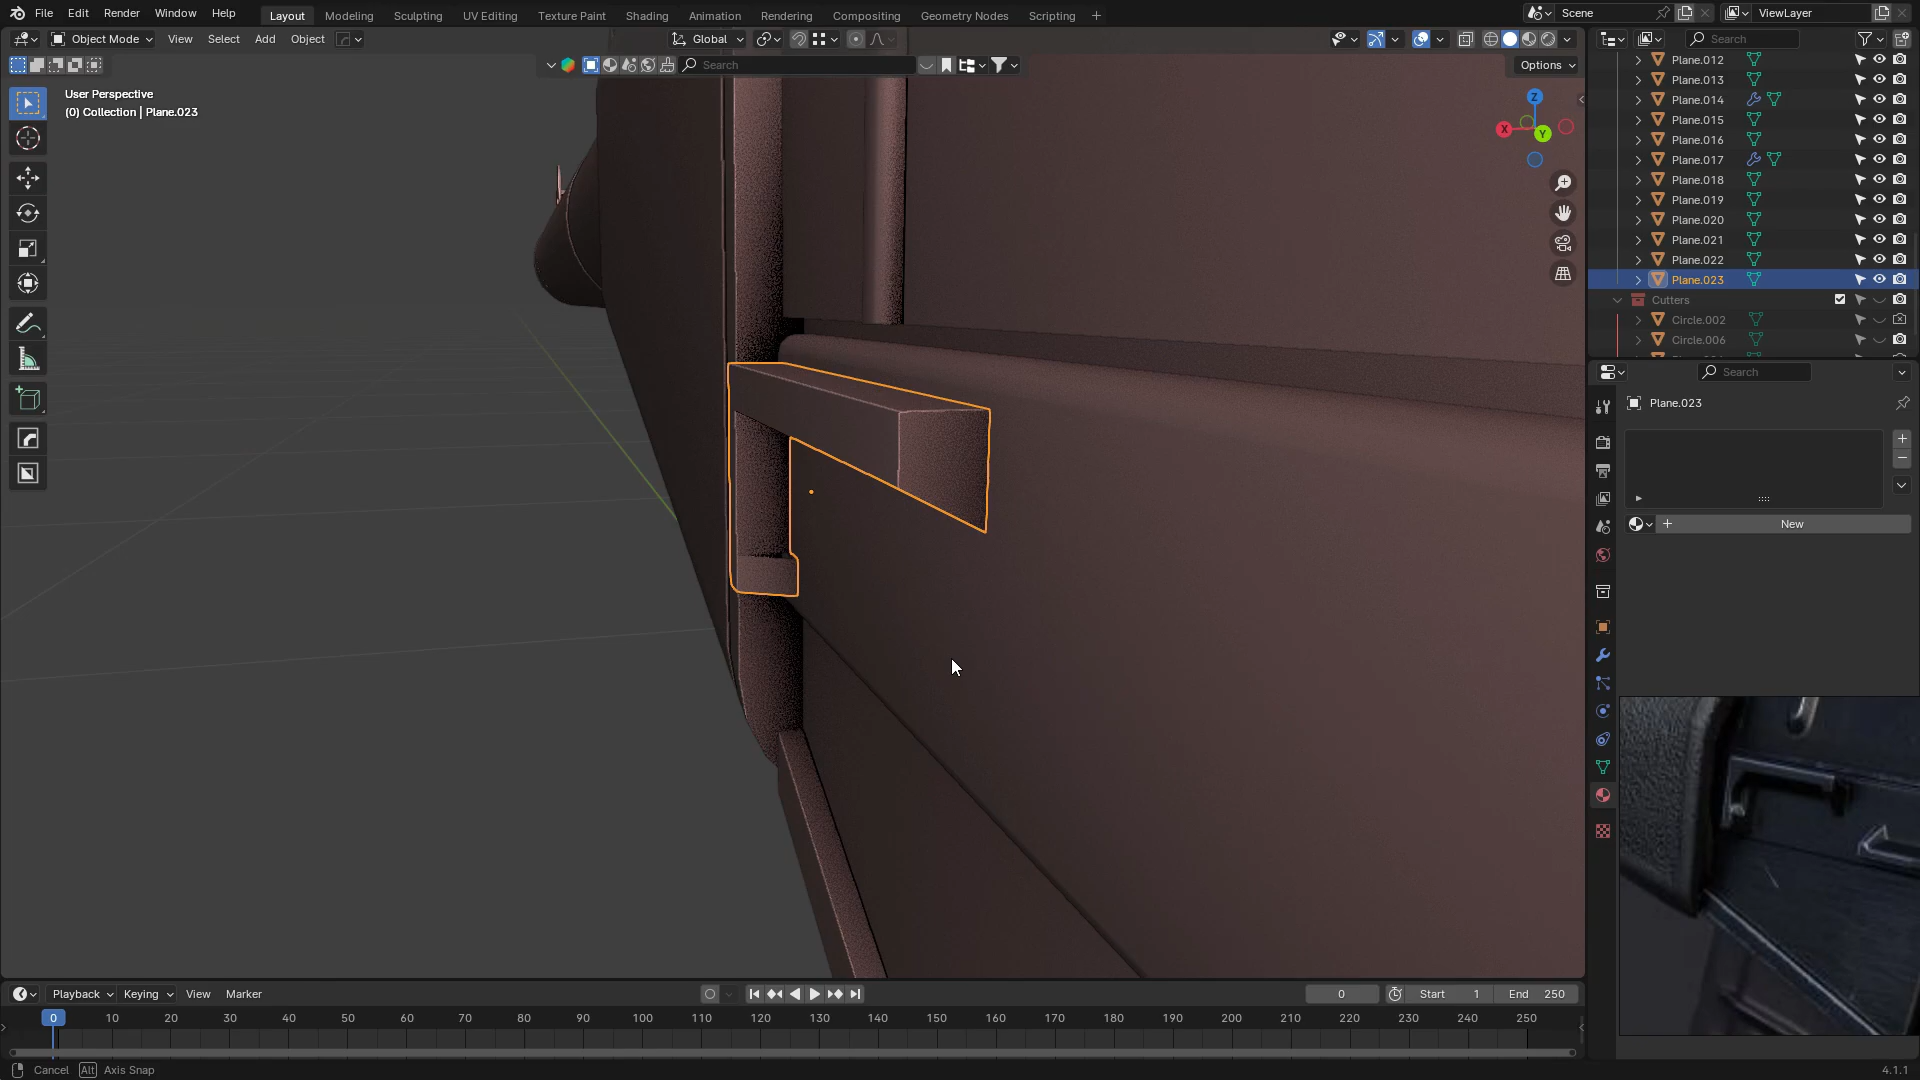 File Edit Render Window Help Layout Modeling Sculpting UV Editing Texture Paint Shading Animation Rendering Compositing Geometry Nodes Scripting + Scene ViewLayer
Object Mode View Select Add Object Global Search
Search Options
User Perspective
(0) Collection | Plane.023
Z
X Y
Plane.012
Plane.013
Plane.014
Plane.015
Plane.016
Plane.017
Plane.018
Plane.019
Plane.020
Plane.021
Plane.022
Plane.023
Cutters
Circle.002
Circle.006
Search
Plane.023
New
Playback Keying View Marker 0 Start 1 End 250
0 10 20 30 40 50 60 70 80 90 100 110 120 130 140 150 160 170 180 190 200 210 220 230 240 250
Cancel Alt Axis Snap 4.1.1